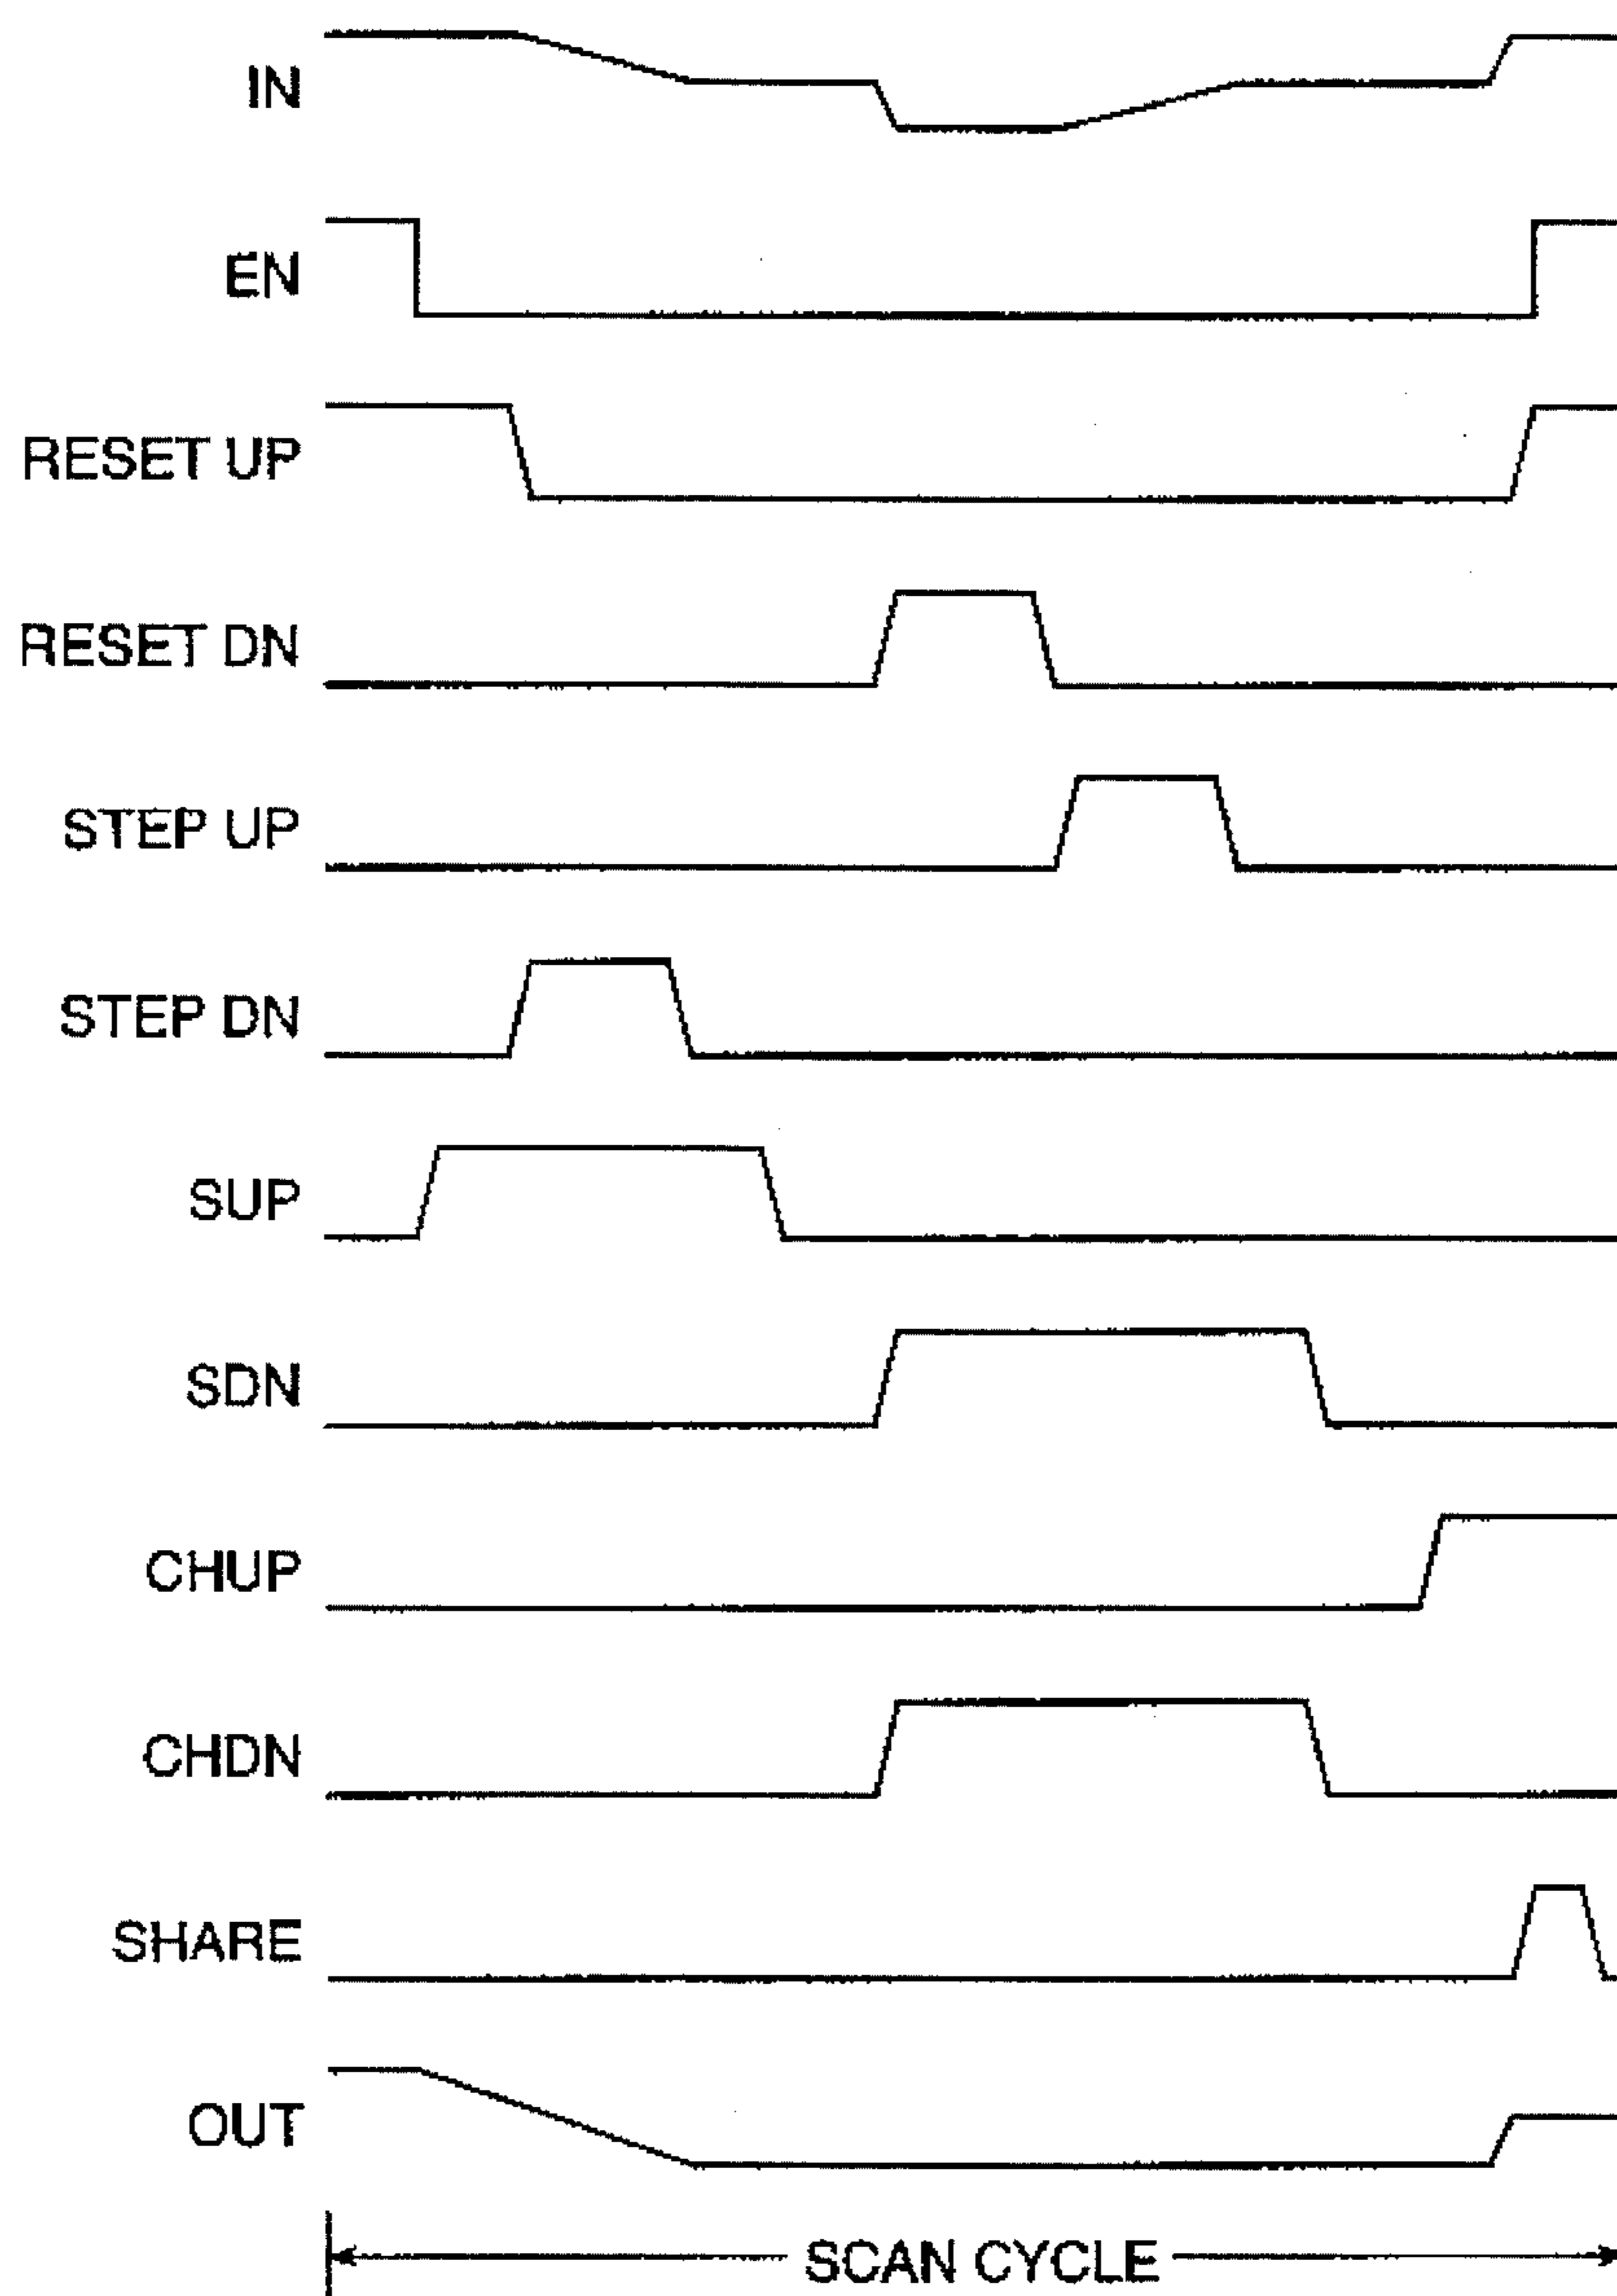 IN
EN
RESET UP
RESET DN
STEP UP
STEP DN
SUP
SDN
CHUP
CHDN
SHARE
OUT
SCAN CYCLE